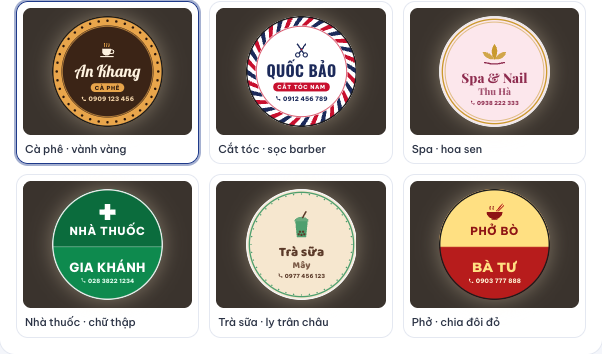 An Khang
CÀ PHÊ
0909 123 456
Cà phê · vành vàng
QUỐC BẢO
CẮT TÓC NAM
0912 456 789
Cắt tóc · sọc barber
Spa & Nail
Thu Hà
0938 222 333
Spa · hoa sen
NHÀ THUỐC
GIA KHÁNH
028 3822 1234
Nhà thuốc · chữ thập
Trà sữa
Mây
0977 456 123
Trà sữa · ly trân châu
PHỞ BÒ
BÀ TƯ
0903 777 888
Phở · chia đôi đỏ